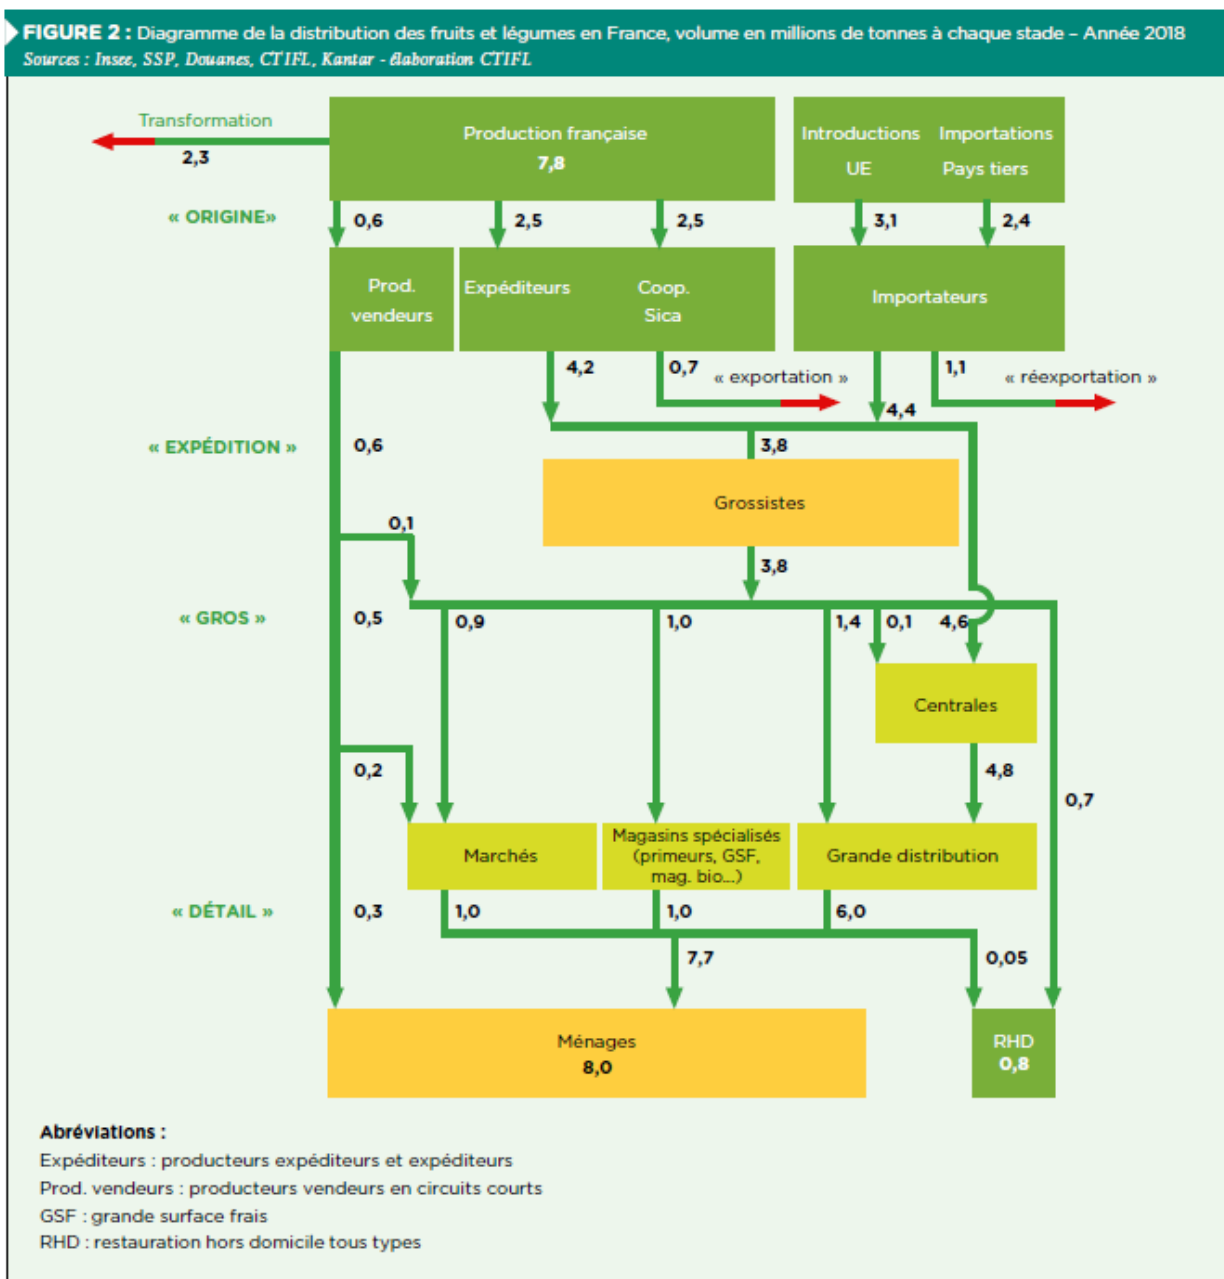 FIGURE 2 : Diagramme de la distribution des fruits et légumes en France, volume en millions de tonnes à chaque stade – Année 2018
Sources : Insee, SSP, Douanes, CTIFL, Kantar - élaboration CTIFL
Transformation
2,3
Production française
7,8
Introductions
UE
Importations
Pays tiers
« ORIGINE»
0,6
2,5
2,5
3,1
2,4
Prod.
vendeurs
Expéditeurs
Coop.
Sica
Importateurs
4,2
0,7
« exportation »
1,1
« réexportation »
4,4
« EXPÉDITION »
0,6
3,8
Grossistes
0,1
3,8
« GROS »
0,5
0,9
1,0
1,4
0,1
4,6
Centrales
0,2
4,8
0,7
Marchés
Magasins spécialisés
(primeurs, GSF,
mag. bio...)
Grande distribution
« DÉTAIL »
0,3
1,0
1,0
6,0
7,7
0,05
Ménages
8,0
RHD
0,8
Abréviations :
Expéditeurs : producteurs expéditeurs et expéditeurs
Prod. vendeurs : producteurs vendeurs en circuits courts
GSF : grande surface frais
RHD : restauration hors domicile tous types